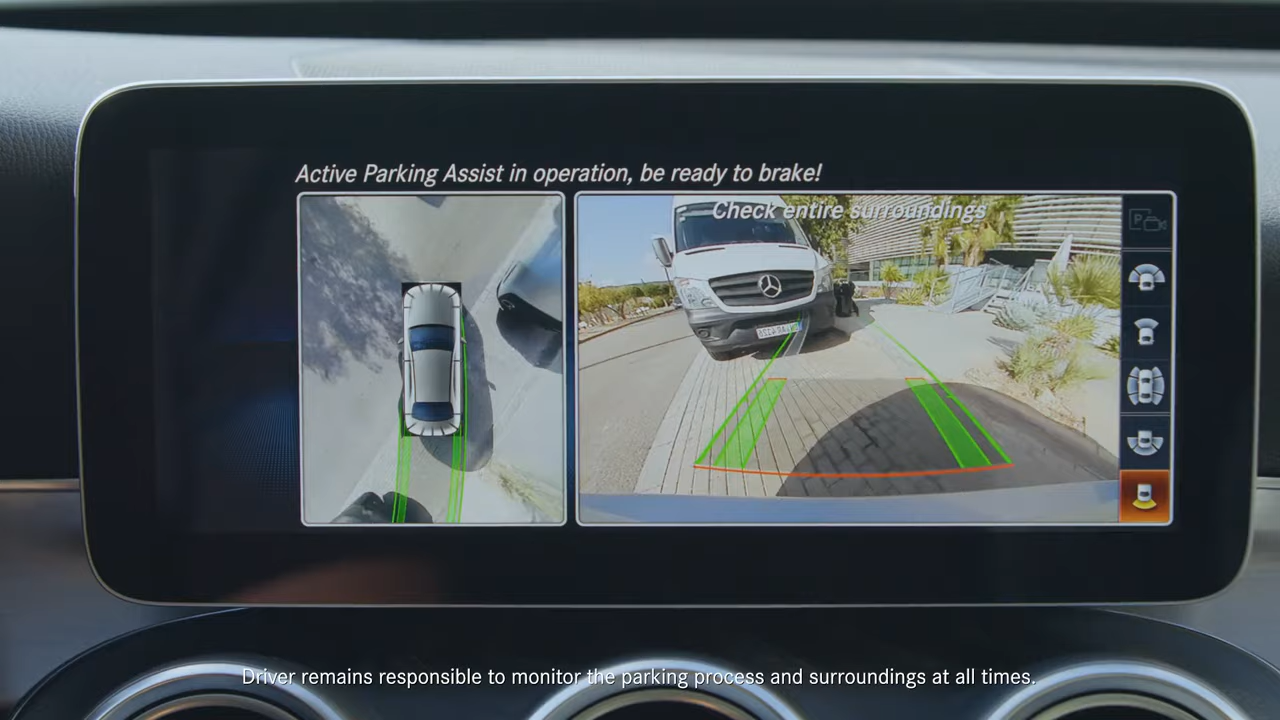 Active Parking Assist in operation, be ready to brake!
Check entire surroundings
P
Driver remains responsible to monitor the parking process and surroundings at all times.